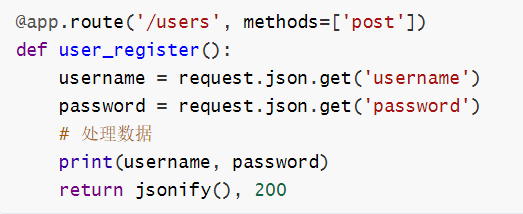 @app.route('/users', methods=['post'])
def user_register():
    username = request.json.get('username')
    password = request.json.get('password')
    # 处理数据
    print(username, password)
    return jsonify(), 200